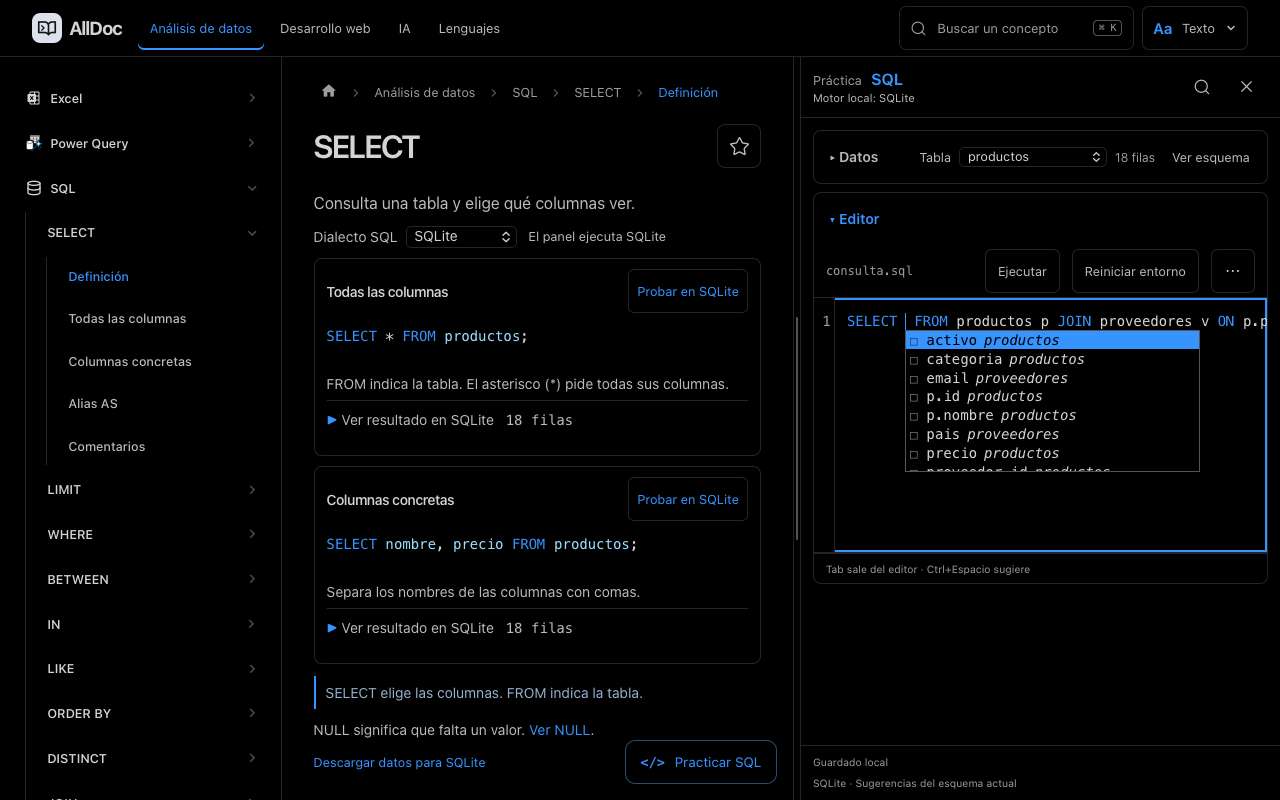 AllDoc
Análisis de datos
Desarrollo web
IA
Lenguajes
Buscar un concepto
⌘ K
Aa Texto
Excel
Power Query
SQL
SELECT
Definición
Todas las columnas
Columnas concretas
Alias AS
Comentarios
LIMIT
WHERE
BETWEEN
IN
LIKE
ORDER BY
DISTINCT
Análisis de datos
SQL
SELECT
Definición
SELECT
Consulta una tabla y elige qué columnas ver.
Dialecto SQL SQLite El panel ejecuta SQLite
Todas las columnas
Probar en SQLite
SELECT * FROM productos;
FROM indica la tabla. El asterisco (*) pide todas sus columnas.
Ver resultado en SQLite 18 filas
Columnas concretas
Probar en SQLite
SELECT nombre, precio FROM productos;
Separa los nombres de las columnas con comas.
Ver resultado en SQLite 18 filas
SELECT elige las columnas. FROM indica la tabla.
NULL significa que falta un valor. Ver NULL.
Descargar datos para SQLite
</> Practicar SQL
Práctica SQL
Motor local: SQLite
Datos
Tabla productos 18 filas Ver esquema
Editor
consulta.sql
Ejecutar
Reiniciar entorno
...
1 SELECT FROM productos p JOIN proveedores v ON p.p
activo productos
categoria productos
email proveedores
p.id productos
p.nombre productos
pais proveedores
precio productos
proveedor_id productos
Tab sale del editor · Ctrl+Espacio sugiere
Guardado local
SQLite · Sugerencias del esquema actual